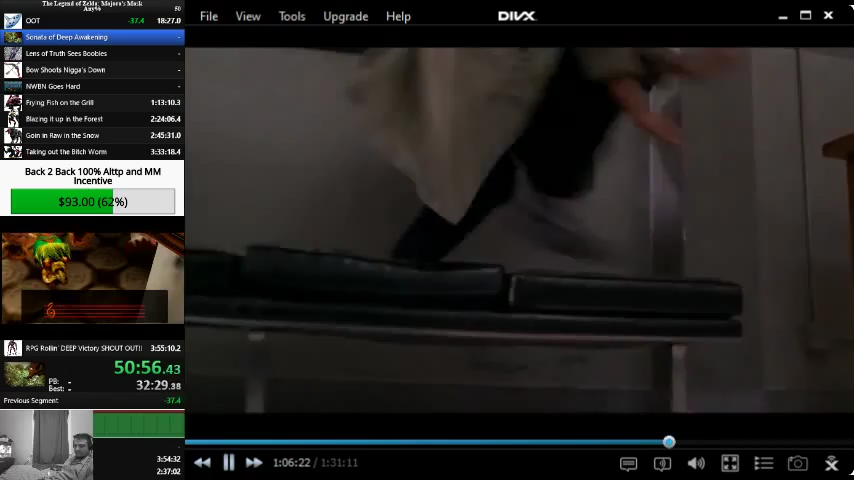 The Legend of Zelda: Majora's Mask
Any%
50
OOT -37.4 18:27.0
Sonata of Deep Awakening -
Lens of Truth Sees Boobies -
Bow Shoots Nigga's Down -
NWBN Goes Hard -
Frying Fish on the Grill 1:13:10.3
Blazing it up in the Forest 2:24:06.4
Goin in Raw in the Snow 2:45:31.0
Taking out the Bitch Worm 3:33:18.4
Back 2 Back 100% Alttp and MM
Incentive
$93.00 (62%)
RPG Rollin' DEEP Victory SHOUT OUT!! 3:55:10.2
50:56.43
PB: -
Best: -
32:29.38
Previous Segment -37.4
-
3:54:32
2:37:02
File View Tools Upgrade Help
DIVX
1:06:22 / 1:31:11